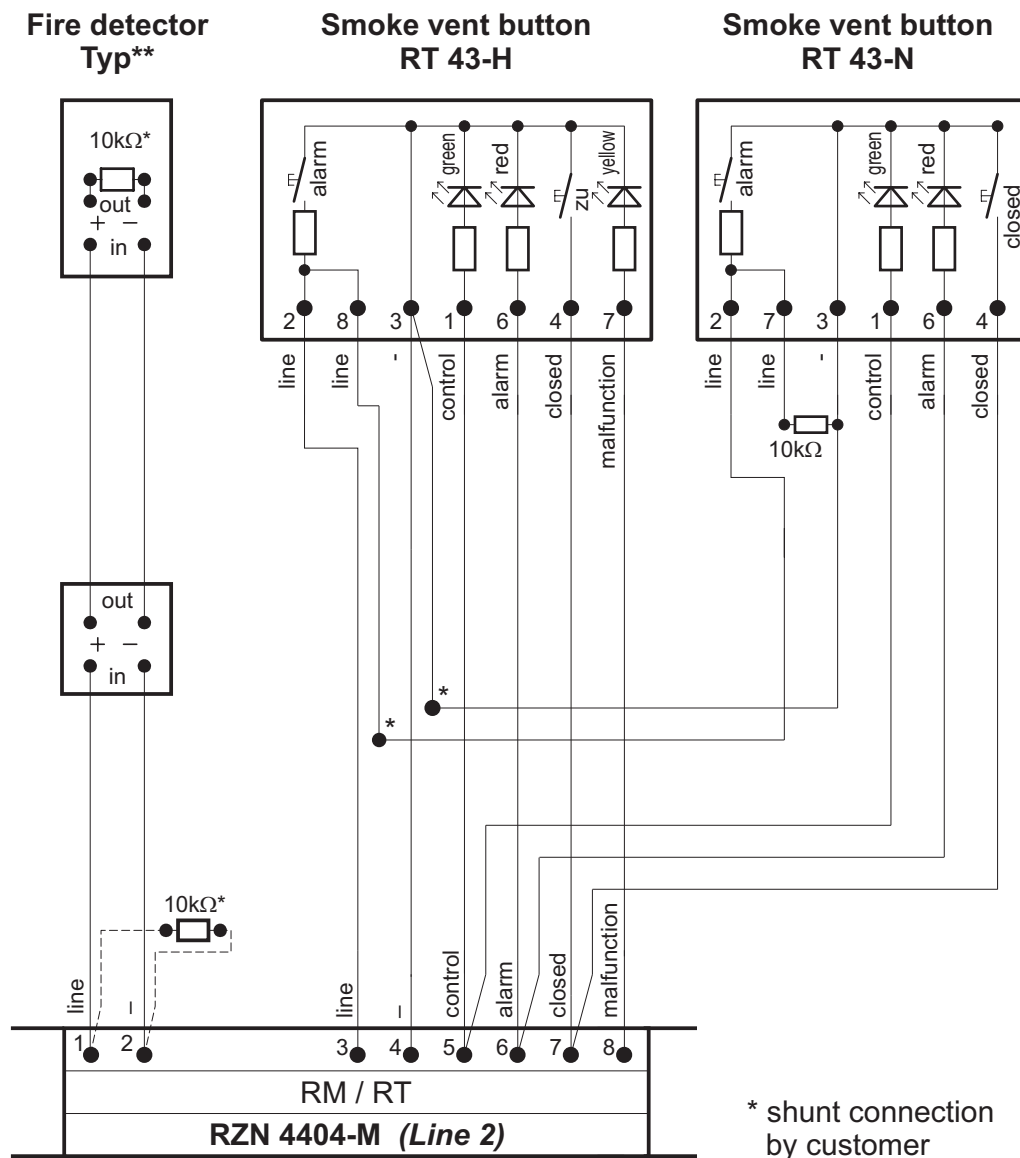 Fire detector
Typ**
Smoke vent button
RT 43-H
Smoke vent button
RT 43-N
10kΩ*
out
+ −
in
alarm
green
red
zu
yellow
2 8 3 1 6 4 7
line
line
-
control
alarm
closed
malfunction
alarm
green
red
closed
2 7 3 1 6 4
line
line
-
control
alarm
closed
10kΩ
out
+ −
in
*
*
10kΩ*
line
–
line
–
control
alarm
closed
malfunction
1 2 3 4 5 6 7 8
RM / RT
RZN 4404-M (Line 2)
* shunt connection
by customer